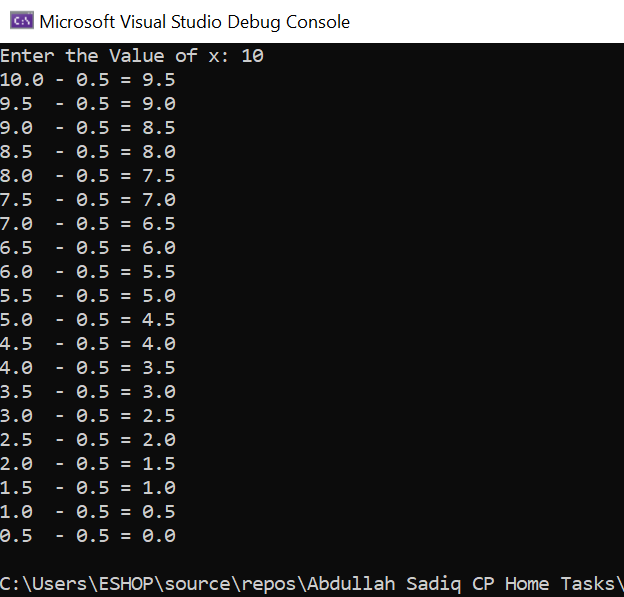 C:\ Microsoft Visual Studio Debug Console
Enter the Value of x: 10
10.0 - 0.5 = 9.5
9.5  - 0.5 = 9.0
9.0  - 0.5 = 8.5
8.5  - 0.5 = 8.0
8.0  - 0.5 = 7.5
7.5  - 0.5 = 7.0
7.0  - 0.5 = 6.5
6.5  - 0.5 = 6.0
6.0  - 0.5 = 5.5
5.5  - 0.5 = 5.0
5.0  - 0.5 = 4.5
4.5  - 0.5 = 4.0
4.0  - 0.5 = 3.5
3.5  - 0.5 = 3.0
3.0  - 0.5 = 2.5
2.5  - 0.5 = 2.0
2.0  - 0.5 = 1.5
1.5  - 0.5 = 1.0
1.0  - 0.5 = 0.5
0.5  - 0.5 = 0.0
C:\Users\ESHOP\source\repos\Abdullah Sadiq CP Home Tasks\